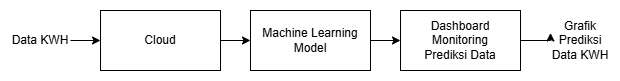 Data KWH
Cloud
Machine Learning
Model
Dashboard
Monitoring
Prediksi Data
Grafik
Prediksi
Data KWH